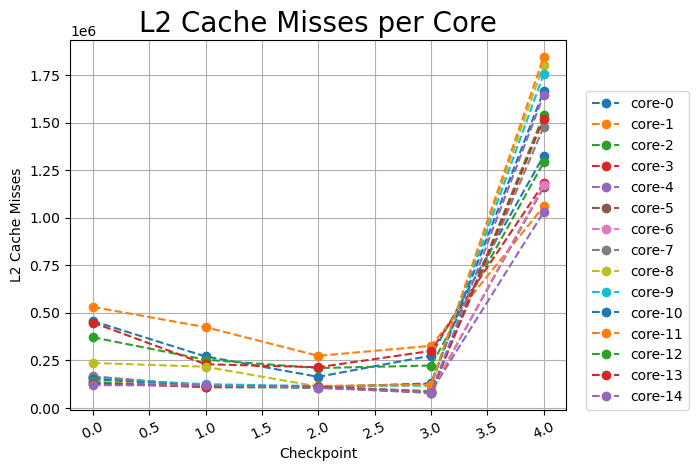 L2 Cache Misses per Core
1e6
1.75
1.50
1.25
1.00
0.75
0.50
0.25
0.00
L2 Cache Misses
0.0 0.5 1.0 1.5 2.0 2.5 3.0 3.5 4.0
Checkpoint
core-0
core-1
core-2
core-3
core-4
core-5
core-6
core-7
core-8
core-9
core-10
core-11
core-12
core-13
core-14